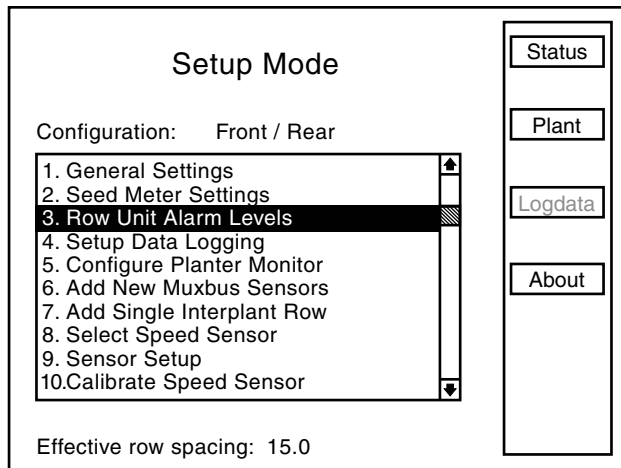 Setup Mode
Configuration: Front / Rear
1. General Settings
2. Seed Meter Settings
3. Row Unit Alarm Levels
4. Setup Data Logging
5. Configure Planter Monitor
6. Add New Muxbus Sensors
7. Add Single Interplant Row
8. Select Speed Sensor
9. Sensor Setup
10.Calibrate Speed Sensor
Effective row spacing: 15.0
Status
Plant
Logdata
About